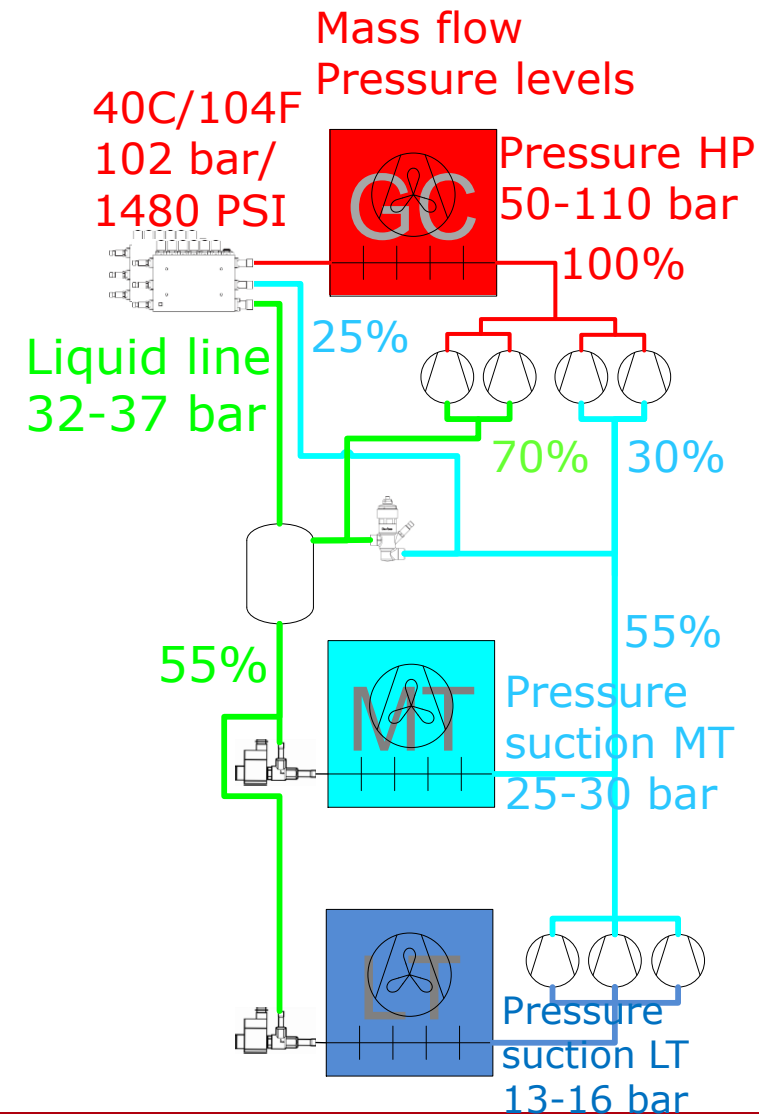 Mass flow
Pressure levels
40C/104F
102 bar/
1480 PSI
GC
Pressure HP
50-110 bar
100%
25%
Liquid line
32-37 bar
70%
30%
55%
55%
MT
Pressure
suction MT
25-30 bar
LT
Pressure
suction LT
13-16 bar